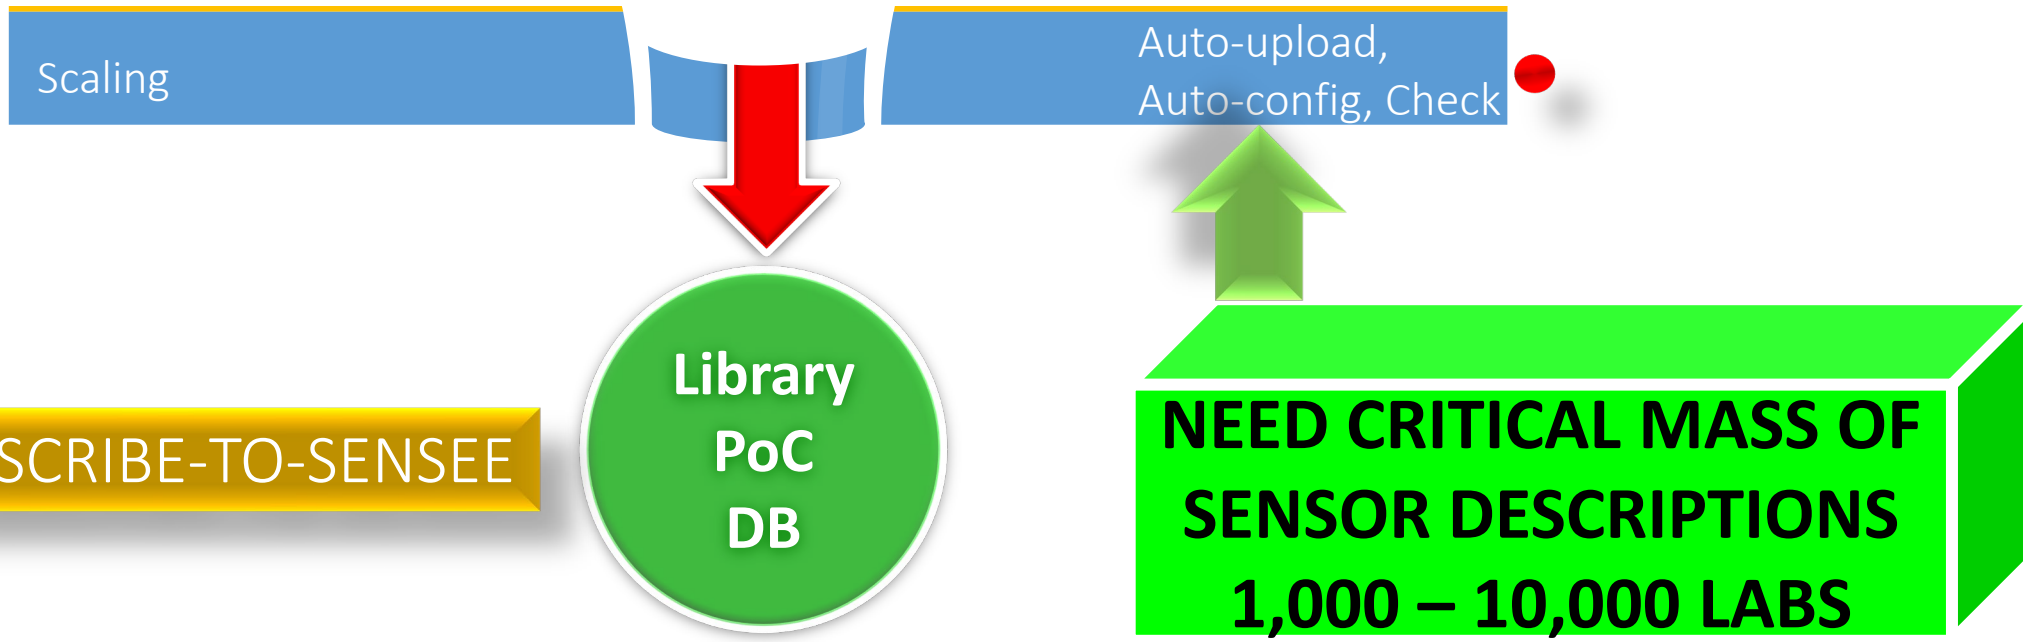 Scaling
Auto-upload,
Auto-config, Check
Library
PoC
DB
SCRIBE-TO-SENSEE
NEED CRITICAL MASS OF
SENSOR DESCRIPTIONS
1,000 – 10,000 LABS